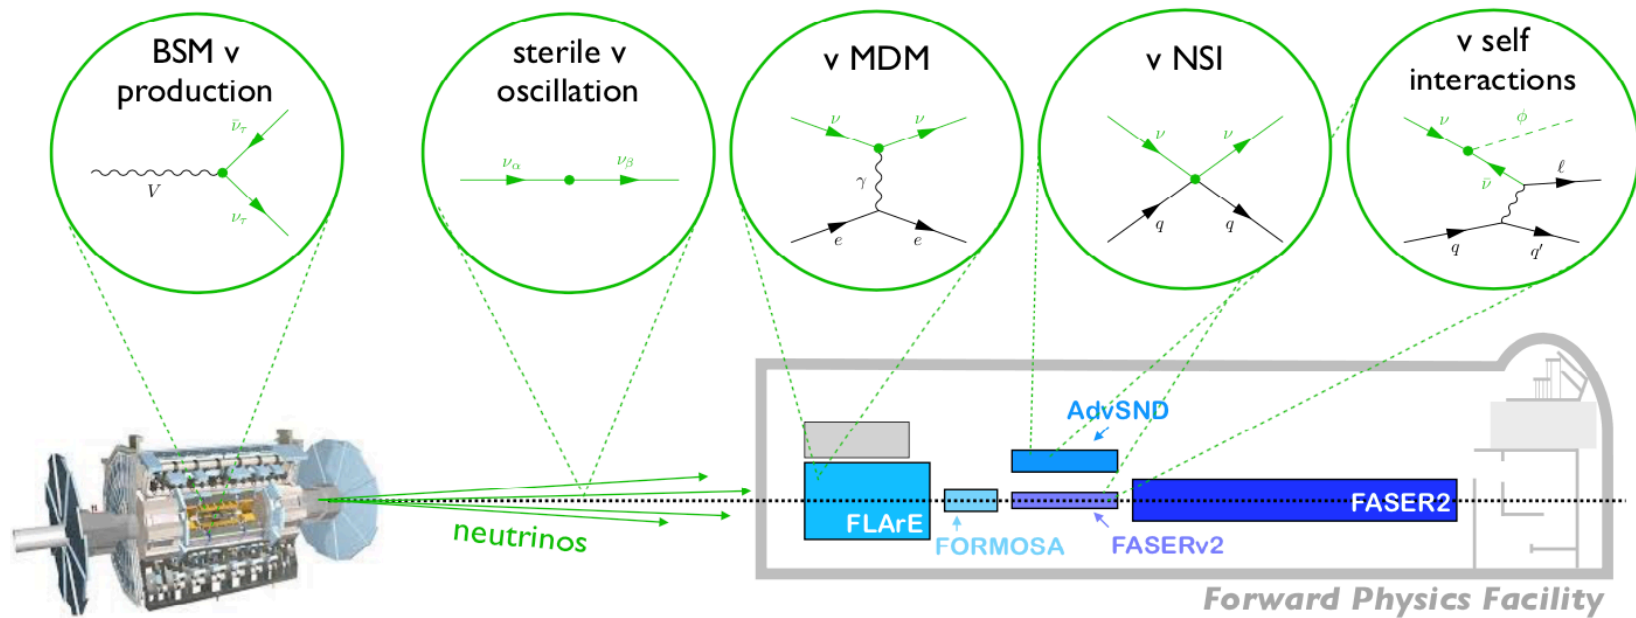 BSM ν
production
ν̄τ
V
ντ
sterile ν
oscillation
να
νβ
ν MDM
ν
ν
γ
e
e
ν NSI
ν
ν
q
q
ν self
interactions
ν
ϕ
ν̄
ℓ
q
q′
neutrinos
AdvSND
FLArE
FORMOSA
FASERν2
FASER2
Forward Physics Facility